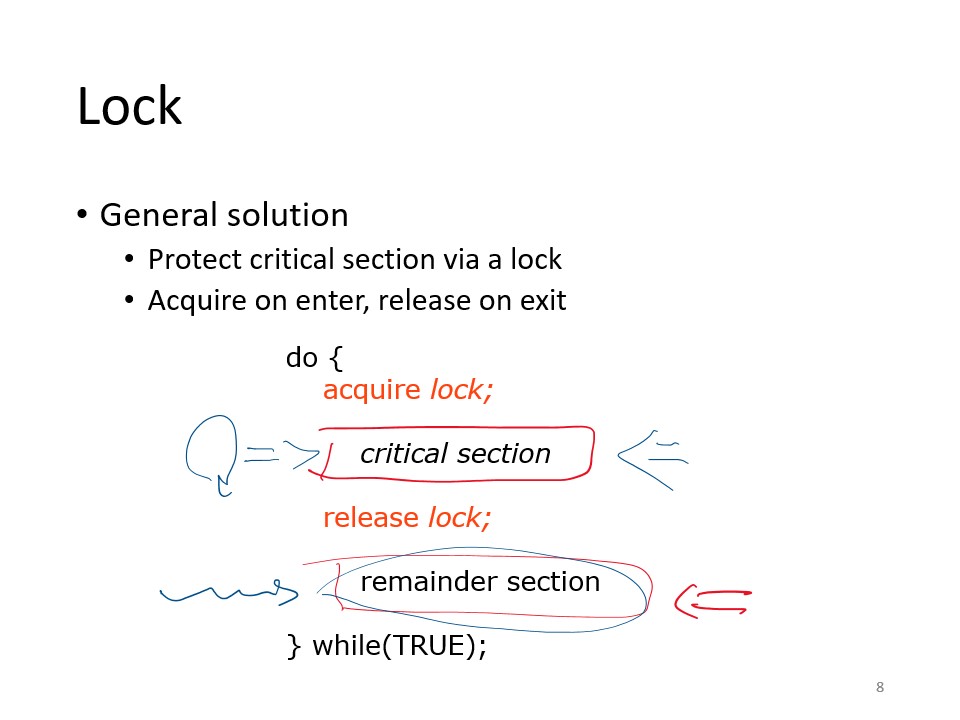 Lock
• General solution
• Protect critical section via a lock
• Acquire on enter, release on exit
do {
acquire lock;
Q => critical section <=
release lock;
remainder section
} while(TRUE);
8